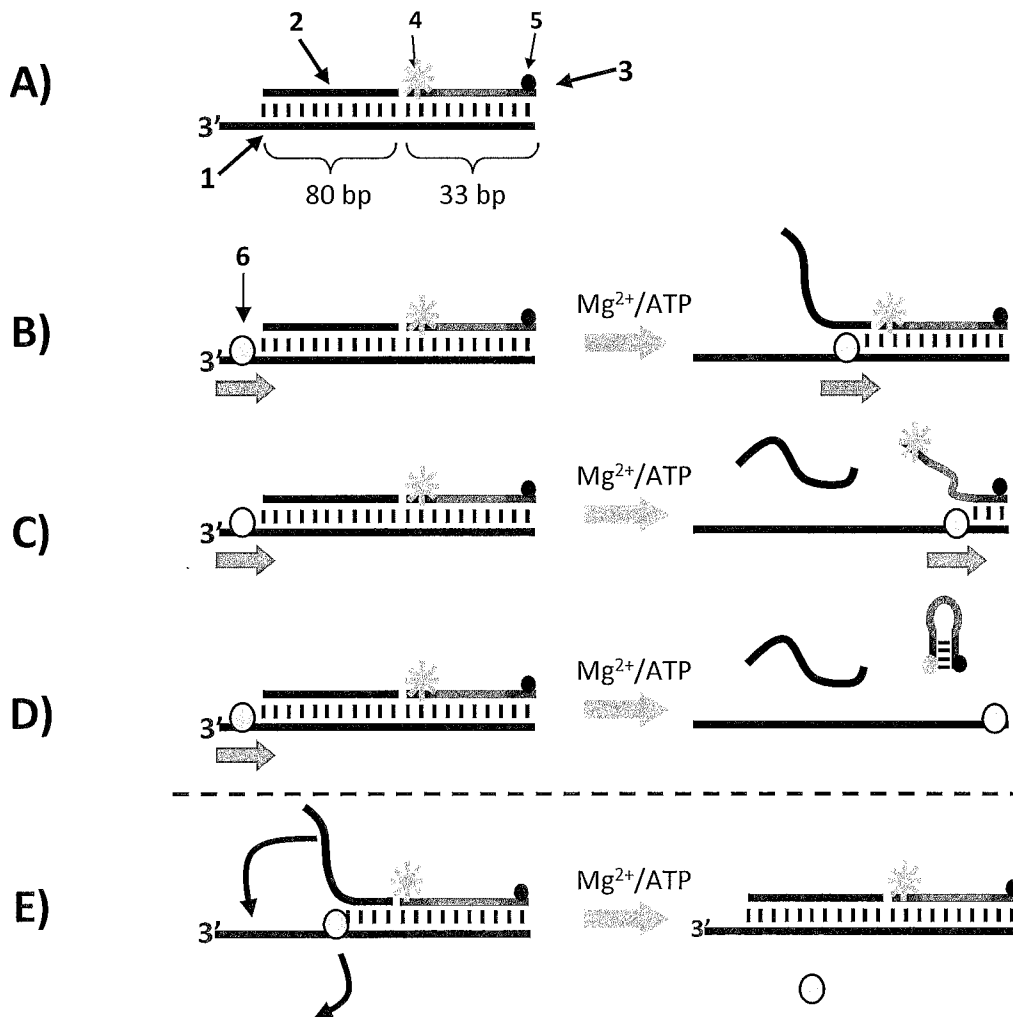 A)
2
4
5
3
3'
1
80 bp
33 bp
6
B)
3'
Mg²⁺/ATP
C)
3'
Mg²⁺/ATP
D)
3'
Mg²⁺/ATP
E)
3'
Mg²⁺/ATP
3'